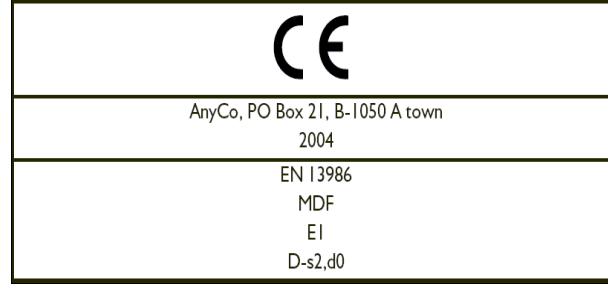 CE
AnyCo, PO Box 21, B-1050 A town
2004
EN 13986
MDF
E1
D-s2,d0